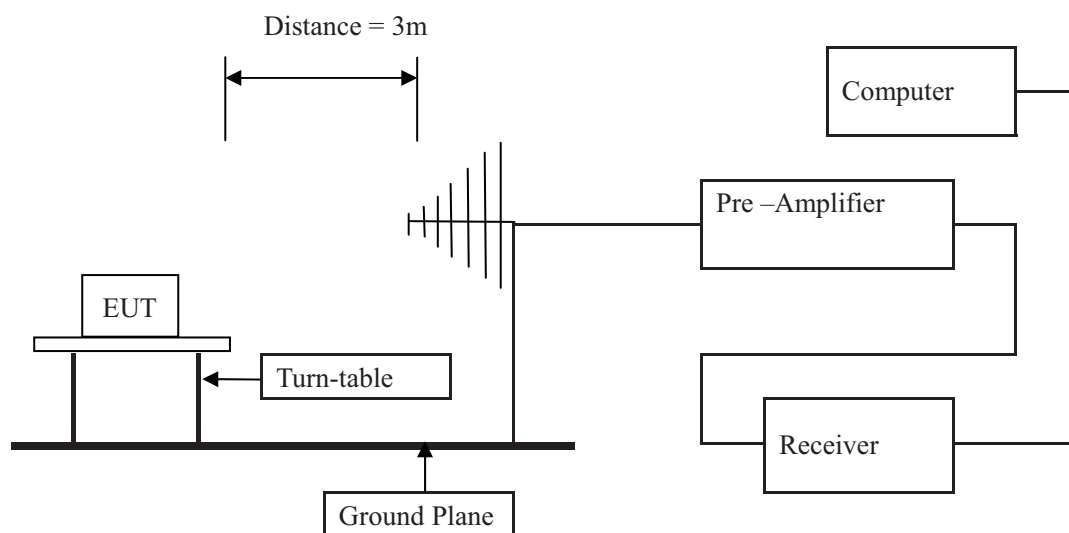 Distance = 3m
Computer
Pre –Amplifier
EUT
Turn-table
Receiver
Ground Plane